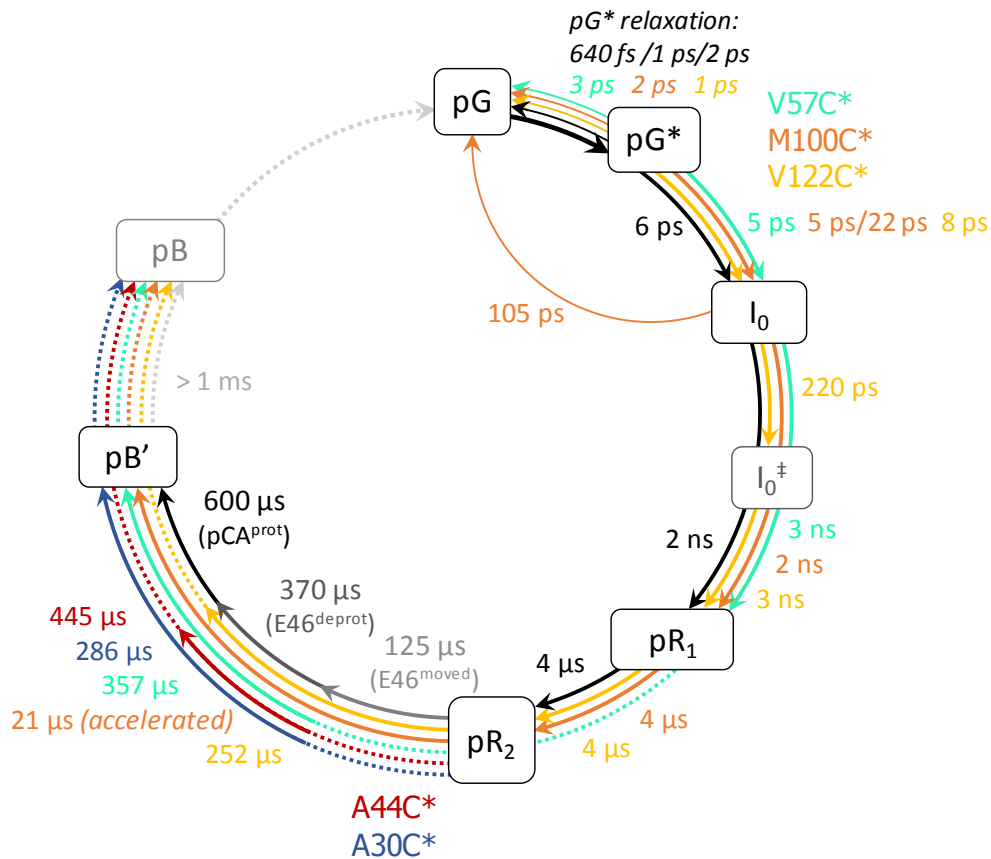 pG* relaxation:
640 fs /1 ps/2 ps
3 ps 2 ps 1 ps
pG
pG*
V57C*
M100C*
V122C*
6 ps
5 ps 5 ps/22 ps 8 ps
pB
I₀
105 ps
> 1 ms
220 ps
pB’
I₀‡
600 µs
(pCAprot)
2 ns
3 ns
2 ns
3 ns
370 µs
(E46deprot)
445 µs
286 µs
357 µs
21 µs (accelerated)
252 µs
125 µs
(E46moved)
4 µs
pR₁
4 µs
4 µs
pR₂
A44C*
A30C*